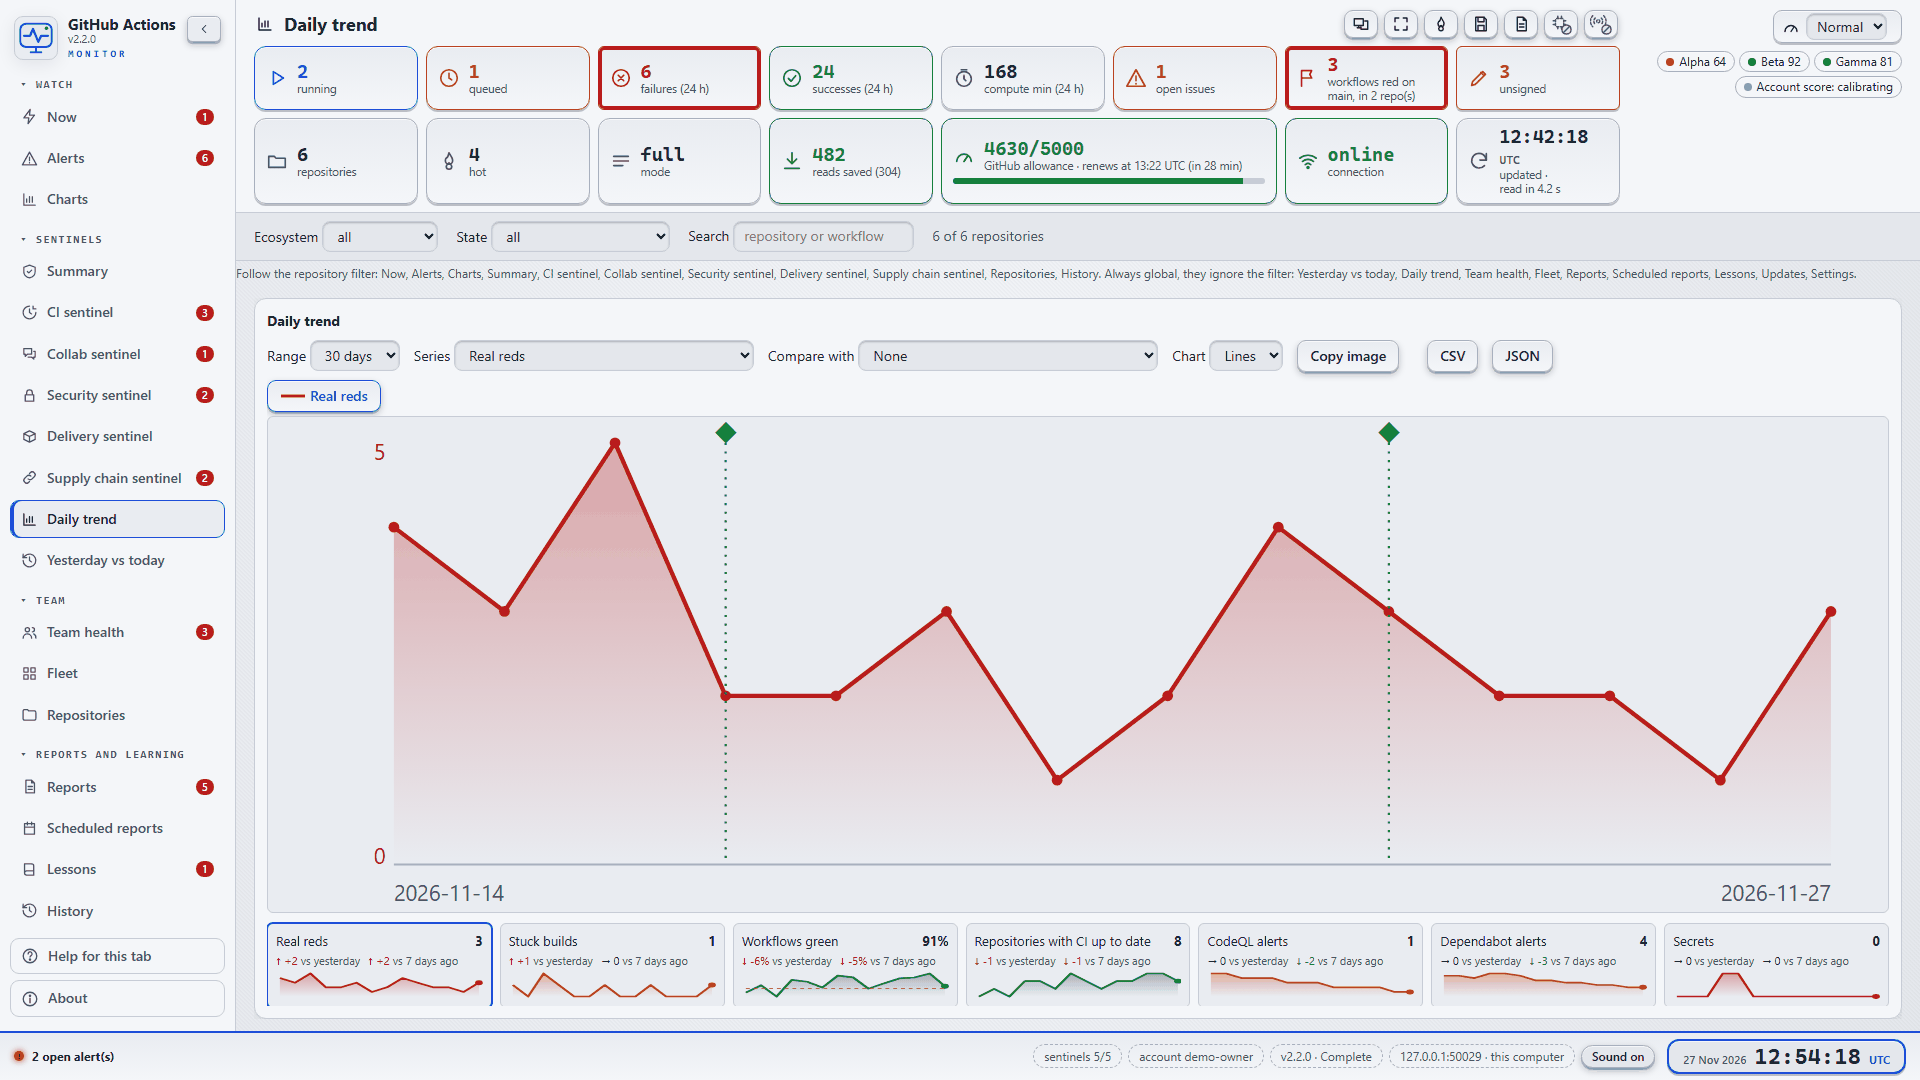 GitHub Actions
v2.2.0
MONITOR
WATCH
Now 1
Alerts 6
Charts
SENTINELS
Summary
CI sentinel 3
Collab sentinel 1
Security sentinel 2
Delivery sentinel
Supply chain sentinel 2
Daily trend
Yesterday vs today
TEAM
Team health 3
Fleet
Repositories
REPORTS AND LEARNING
Reports 5
Scheduled reports
Lessons 1
History
Help for this tab
About
Daily trend
Normal
Alpha 64
Beta 92
Gamma 81
Account score: calibrating
2
running
1
queued
6
failures (24 h)
24
successes (24 h)
168
compute min (24 h)
1
open issues
3
workflows red on
main, in 2 repo(s)
3
unsigned
6
repositories
4
hot
full
mode
482
reads saved (304)
4630/5000
GitHub allowance · renews at 13:22 UTC (in 28 min)
online
connection
12:42:18
UTC
updated ·
read in 4.2 s
Ecosystem all State all Search repository or workflow 6 of 6 repositories
Follow the repository filter: Now, Alerts, Charts, Summary, CI sentinel, Collab sentinel, Security sentinel, Delivery sentinel, Supply chain sentinel, Repositories, History. Always global, they ignore the filter: Yesterday vs today, Daily trend, Team health, Fleet, Reports, Scheduled reports, Lessons, Updates, Settings.
Daily trend
Range 30 days Series Real reds Compare with None Chart Lines Copy image CSV JSON
Real reds
5
0
2026-11-14 2026-11-27
Real reds 3
↑ +2 vs yesterday ↑ +2 vs 7 days ago
Stuck builds 1
↑ +1 vs yesterday → 0 vs 7 days ago
Workflows green 91%
↓ -6% vs yesterday ↓ -5% vs 7 days ago
Repositories with CI up to date 8
↓ -1 vs yesterday ↓ -1 vs 7 days ago
CodeQL alerts 1
→ 0 vs yesterday ↓ -2 vs 7 days ago
Dependabot alerts 4
→ 0 vs yesterday ↓ -3 vs 7 days ago
Secrets 0
→ 0 vs yesterday → 0 vs 7 days ago
2 open alert(s)
sentinels 5/5
account demo-owner
v2.2.0 · Complete
127.0.0.1:50029 · this computer
Sound on
27 Nov 2026 12:54:18 UTC